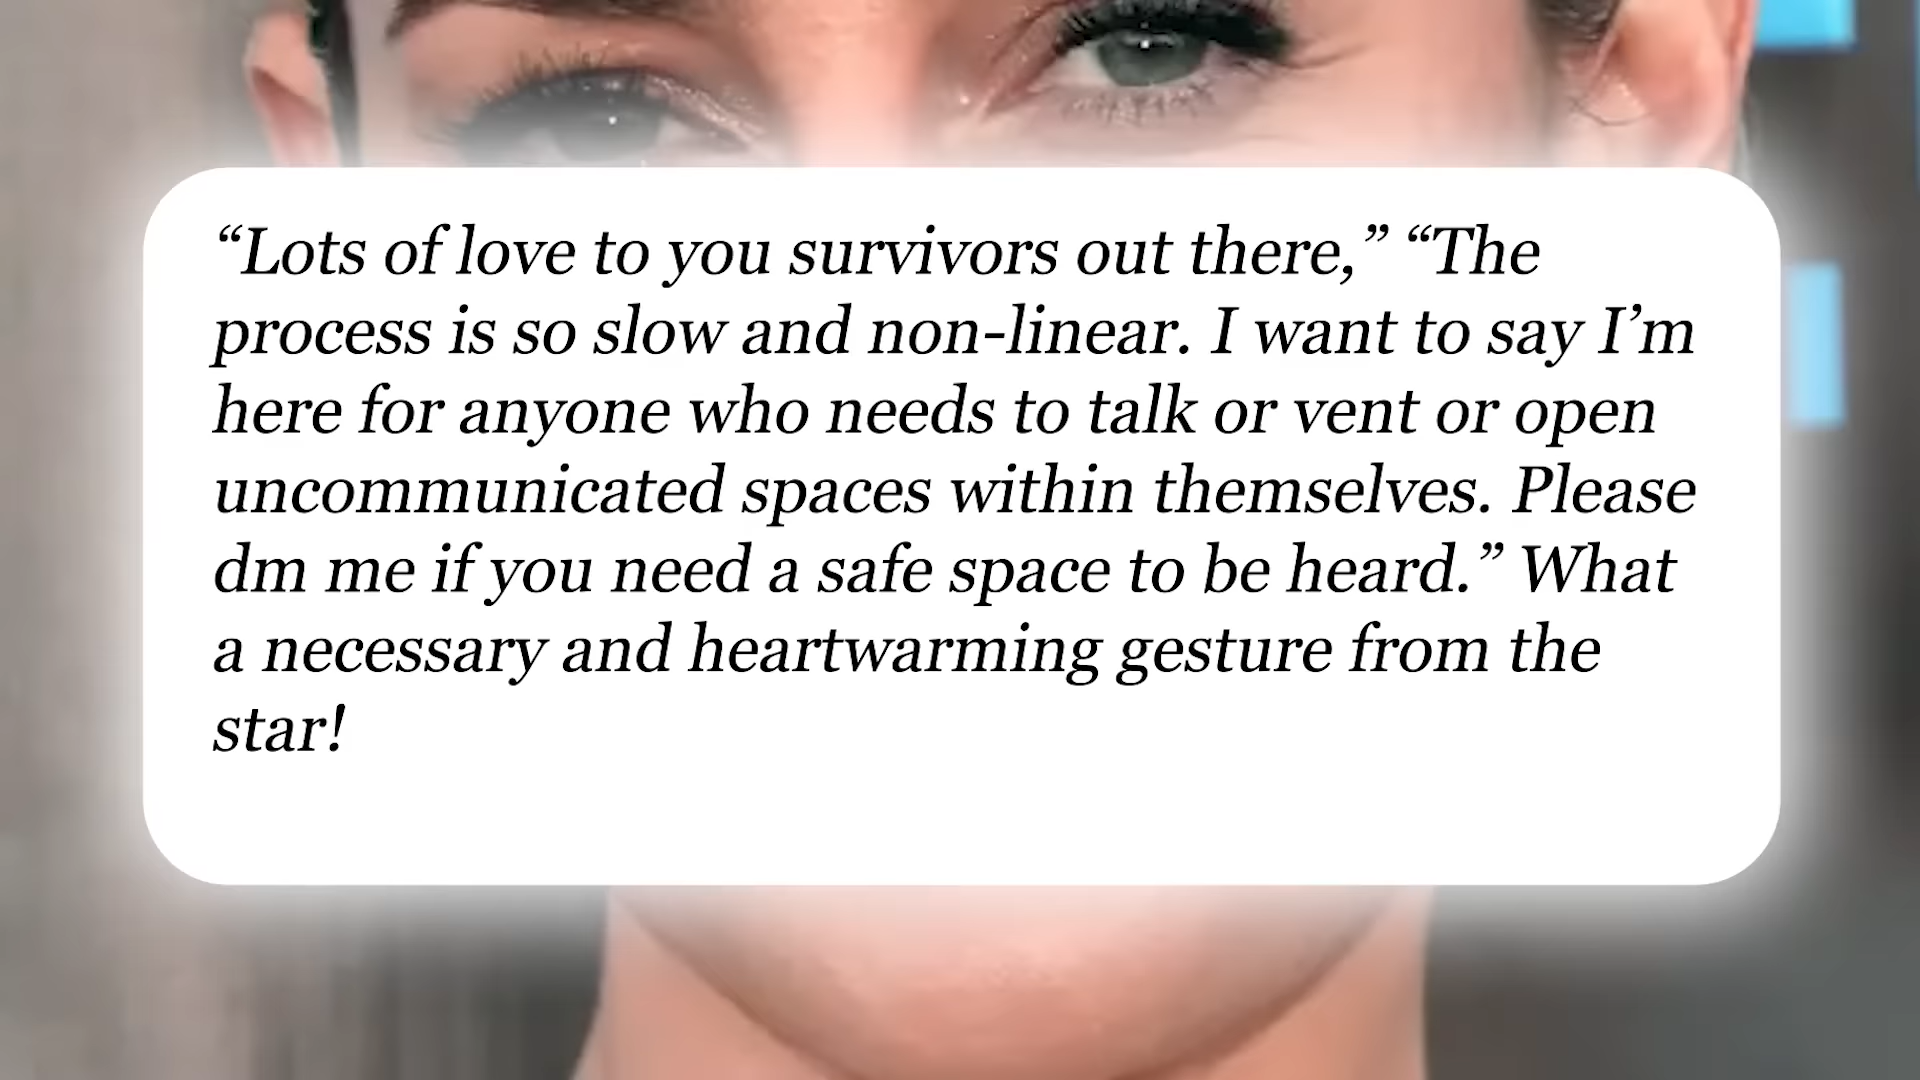 “Lots of love to you survivors out there,” “The
process is so slow and non-linear. I want to say I’m
here for anyone who needs to talk or vent or open
uncommunicated spaces within themselves. Please
dm me if you need a safe space to be heard.” What
a necessary and heartwarming gesture from the
star!